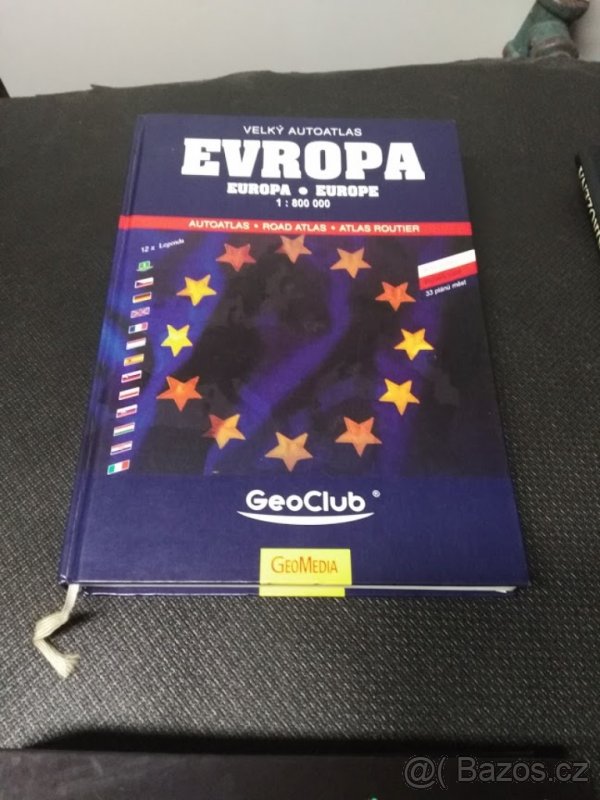 VELKÝ AUTOATLAS
EVROPA
EUROPA • EUROPE
1 : 800 000
AUTOATLAS • ROAD ATLAS • ATLAS ROUTIER
12 x Legenda
33 plánů měst
GeoClub ®
GEOMEDIA
@( Bazoš.cz